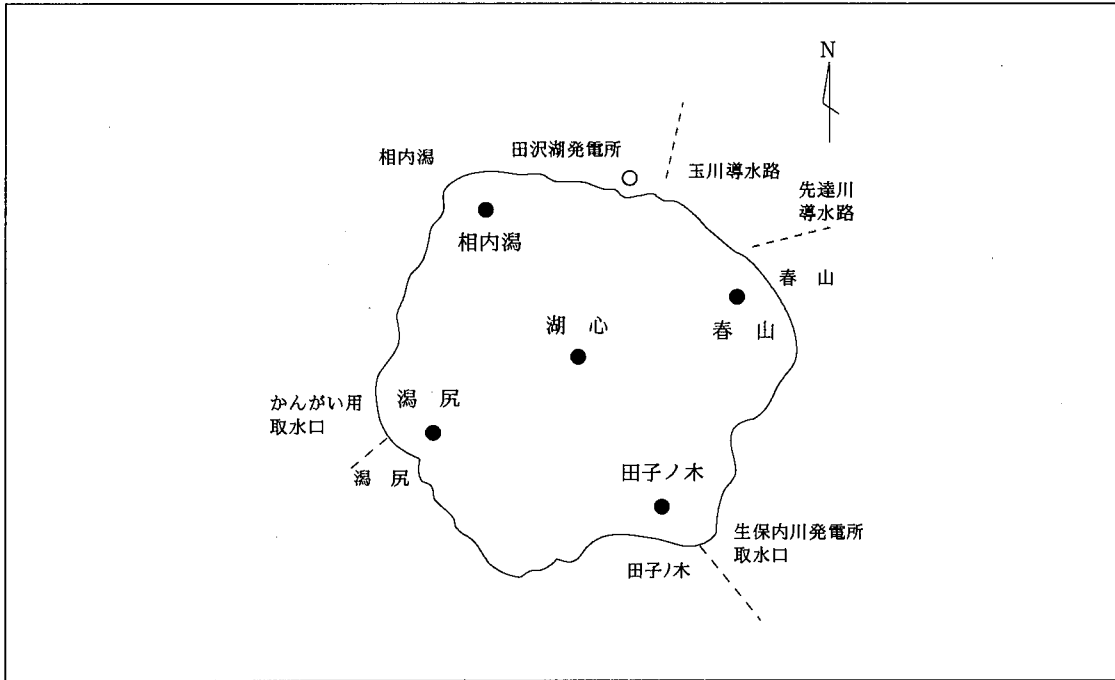 N
相内潟
田沢湖発電所
玉川導水路
先達川
導水路
相内潟
春 山
湖 心
春 山
かんがい用
取水口
潟 尻
潟 尻
田子ノ木
生保内川発電所
取水口
田子ノ木